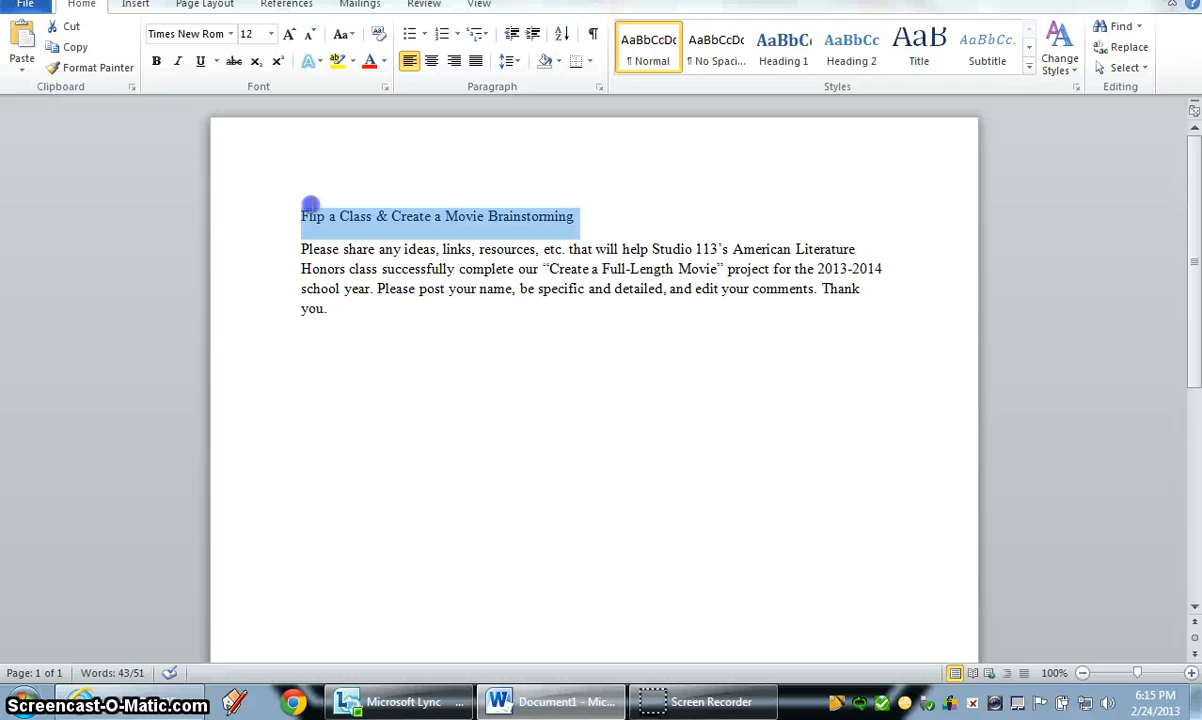 File Home Insert Page Layout References Mailings Review View
Cut
Copy
Paste
Format Painter
Clipboard
Times New Rom 12
Font
Paragraph
AaBbCcDc AaBbCcDc AaBbC AaBbCc AaB AaBbCc.
¶ Normal ¶ No Spaci... Heading 1 Heading 2 Title Subtitle
Styles
Change
Styles
Find
Replace
Select
Editing
Flip a Class & Create a Movie Brainstorming
Please share any ideas, links, resources, etc. that will help Studio 113’s American Literature
Honors class successfully complete our “Create a Full-Length Movie” project for the 2013-2014
school year. Please post your name, be specific and detailed, and edit your comments. Thank
you.
Page: 1 of 1 Words: 43/51 100%
Microsoft Lync ... Document1 - Mic... Screen Recorder
6:15 PM
2/24/2013
Screencast-O-Matic.com